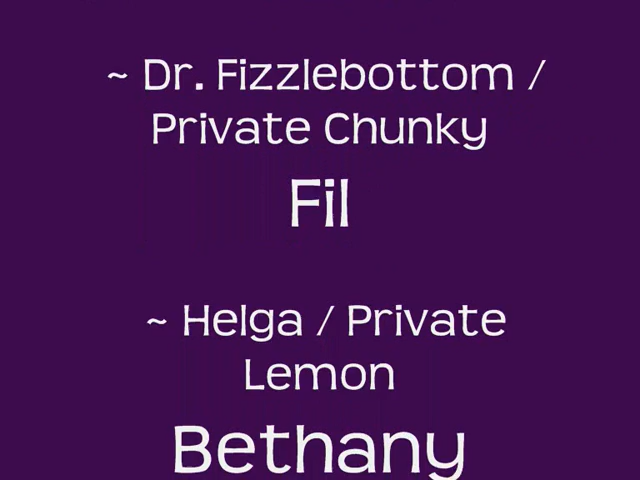 ~ Dr. Fizzlebottom /
Private Chunky
Fil
~ Helga / Private
Lemon
Bethany